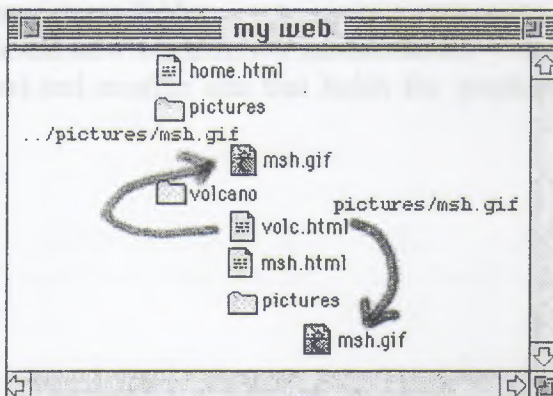 my web
home.html
pictures
../pictures/msh.gif
msh.gif
volcano
pictures/msh.gif
volc.html
msh.html
pictures
msh.gif